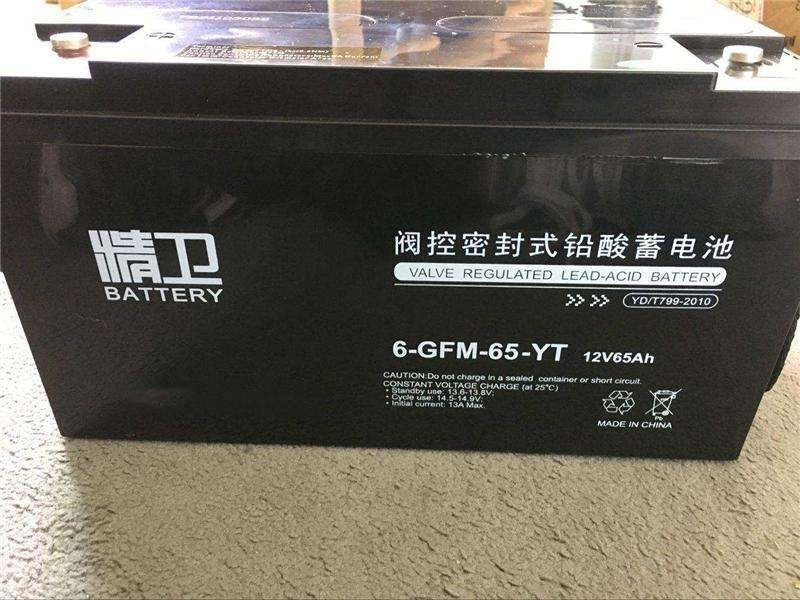 精卫
BATTERY
阀控密封式铅酸蓄电池
VALVE REGULATED LEAD-ACID BATTERY
YD/T799-2010
6-GFM-65-YT 12V65Ah
CAUTION:Do not charge in a sealed container or short circuit.
CONSTANT VOLTAGE CHARGE (at 25℃)
• Standby use: 13.6-13.8V;
• Cycle use: 14.5-14.9V;
• Initial current: 13A Max.
Pb
MADE IN CHINA